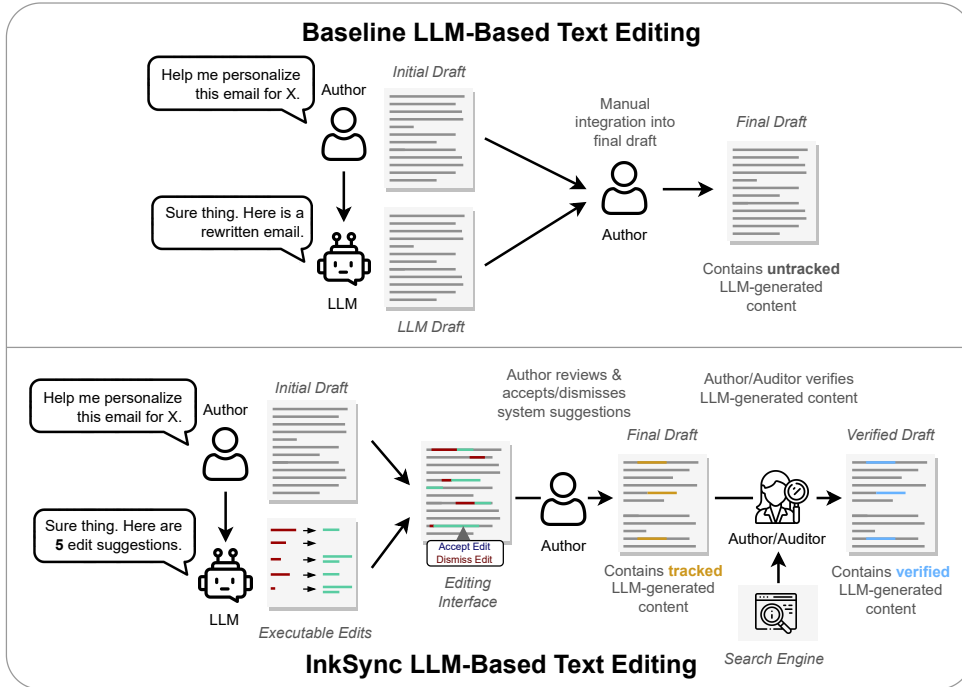 Baseline LLM-Based Text Editing
Help me personalize
this email for X.
Author
Initial Draft
Sure thing. Here is a
rewritten email.
LLM
LLM Draft
Manual
integration into
final draft
Author
Final Draft
Contains untracked
LLM-generated
content
Help me personalize
this email for X.
Author
Initial Draft
Sure thing. Here are
5 edit suggestions.
LLM
Executable Edits
Accept Edit
Dismiss Edit
Editing
Interface
Author reviews &
accepts/dismisses
system suggestions
Author
Final Draft
Contains tracked
LLM-generated
content
Author/Auditor verifies
LLM-generated content
Author/Auditor
Search Engine
Verified Draft
Contains verified
LLM-generated
content
InkSync LLM-Based Text Editing